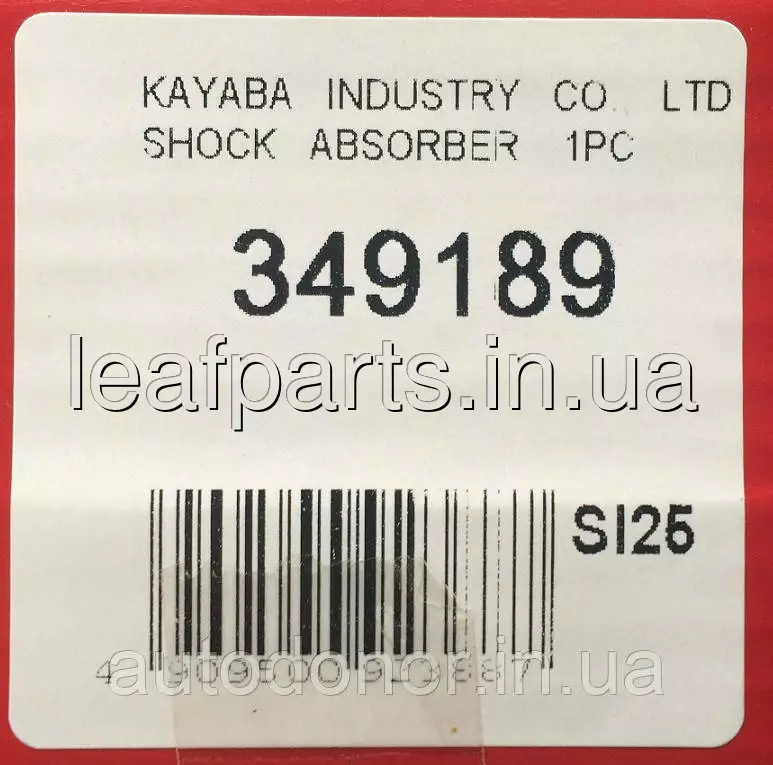 KAYABA INDUSTRY CO. LTD
SHOCK ABSORBER 1PC
349189
leafparts.in.ua
SI25
autodonor.in.ua